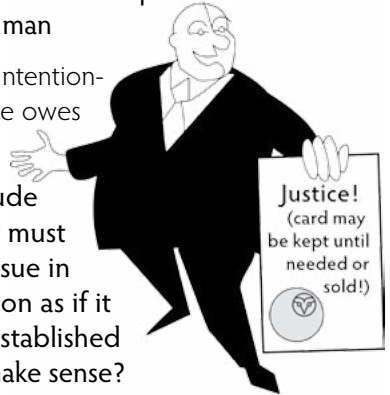 man
ntention-
e owes
ude
must
sue in
on as if it
stablished
ake sense?
Justice!
(card may
be kept until
needed or
sold!)